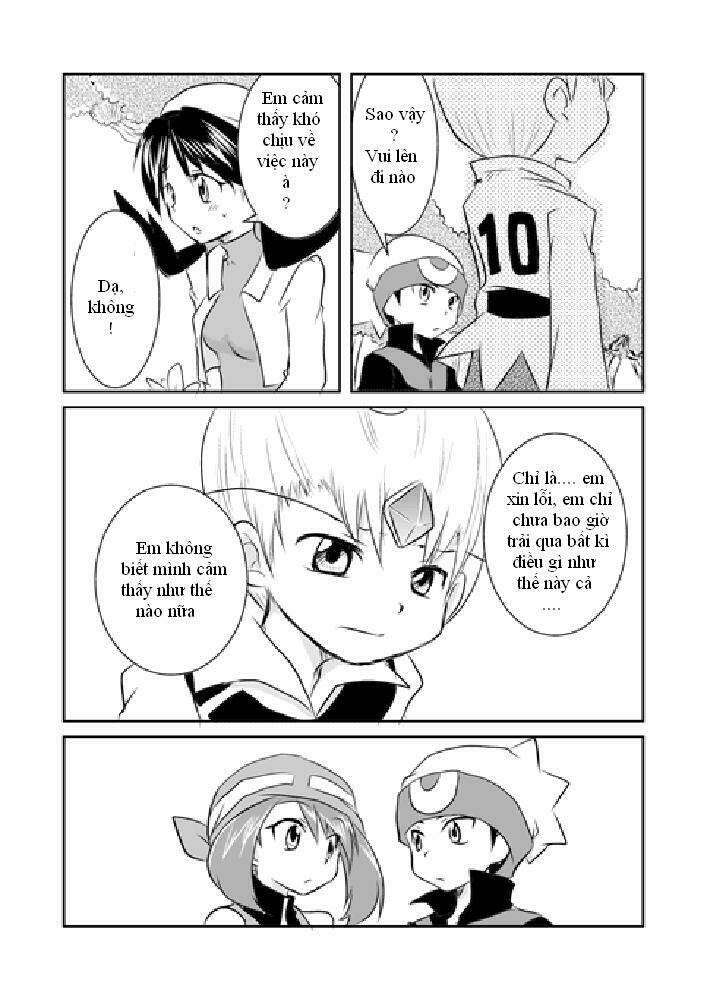 Sao vậy
?
Vui lên
đi nào
10
Em cảm
thấy khó
chịu về
việc này
à
?
Dạ,
không
!
Chỉ là.... em
xin lỗi, em chỉ
chưa bao giờ
trải qua bất kì
điều gì như
thế này cả
....
Em không
biết mình cảm
thấy như thế
nào nữa